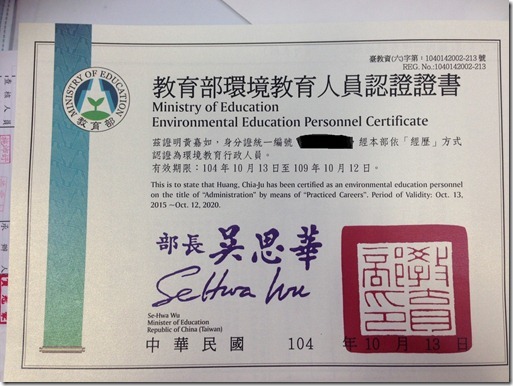 臺教資(六)字第：1040142002-213 號
REG. No.:1040142002-213
MINISTRY OF EDUCATION
教育部
教育部環境教育人員認證證書
Ministry of Education
Environmental Education Personnel Certificate
茲證明黃嘉如，身分證統一編號 經本部依「經歷」方式
認證為環境教育行政人員。
有效期限：104 年 10 月 13 日至 109 年 10 月 12 日。
This is to state that Huang, Chia-Ju has been certified as an environmental education personnel
on the title of “Administration” by means of “Practiced Careers”. Period of Validity: Oct. 13,
2015 ~Oct. 12, 2020.
部長 吳思華
Se-Hwa Wu
Se-Hwa Wu
Minister of Education
Republic of China (Taiwan)
教育部印
中華民國 104 年 10 月 13 日